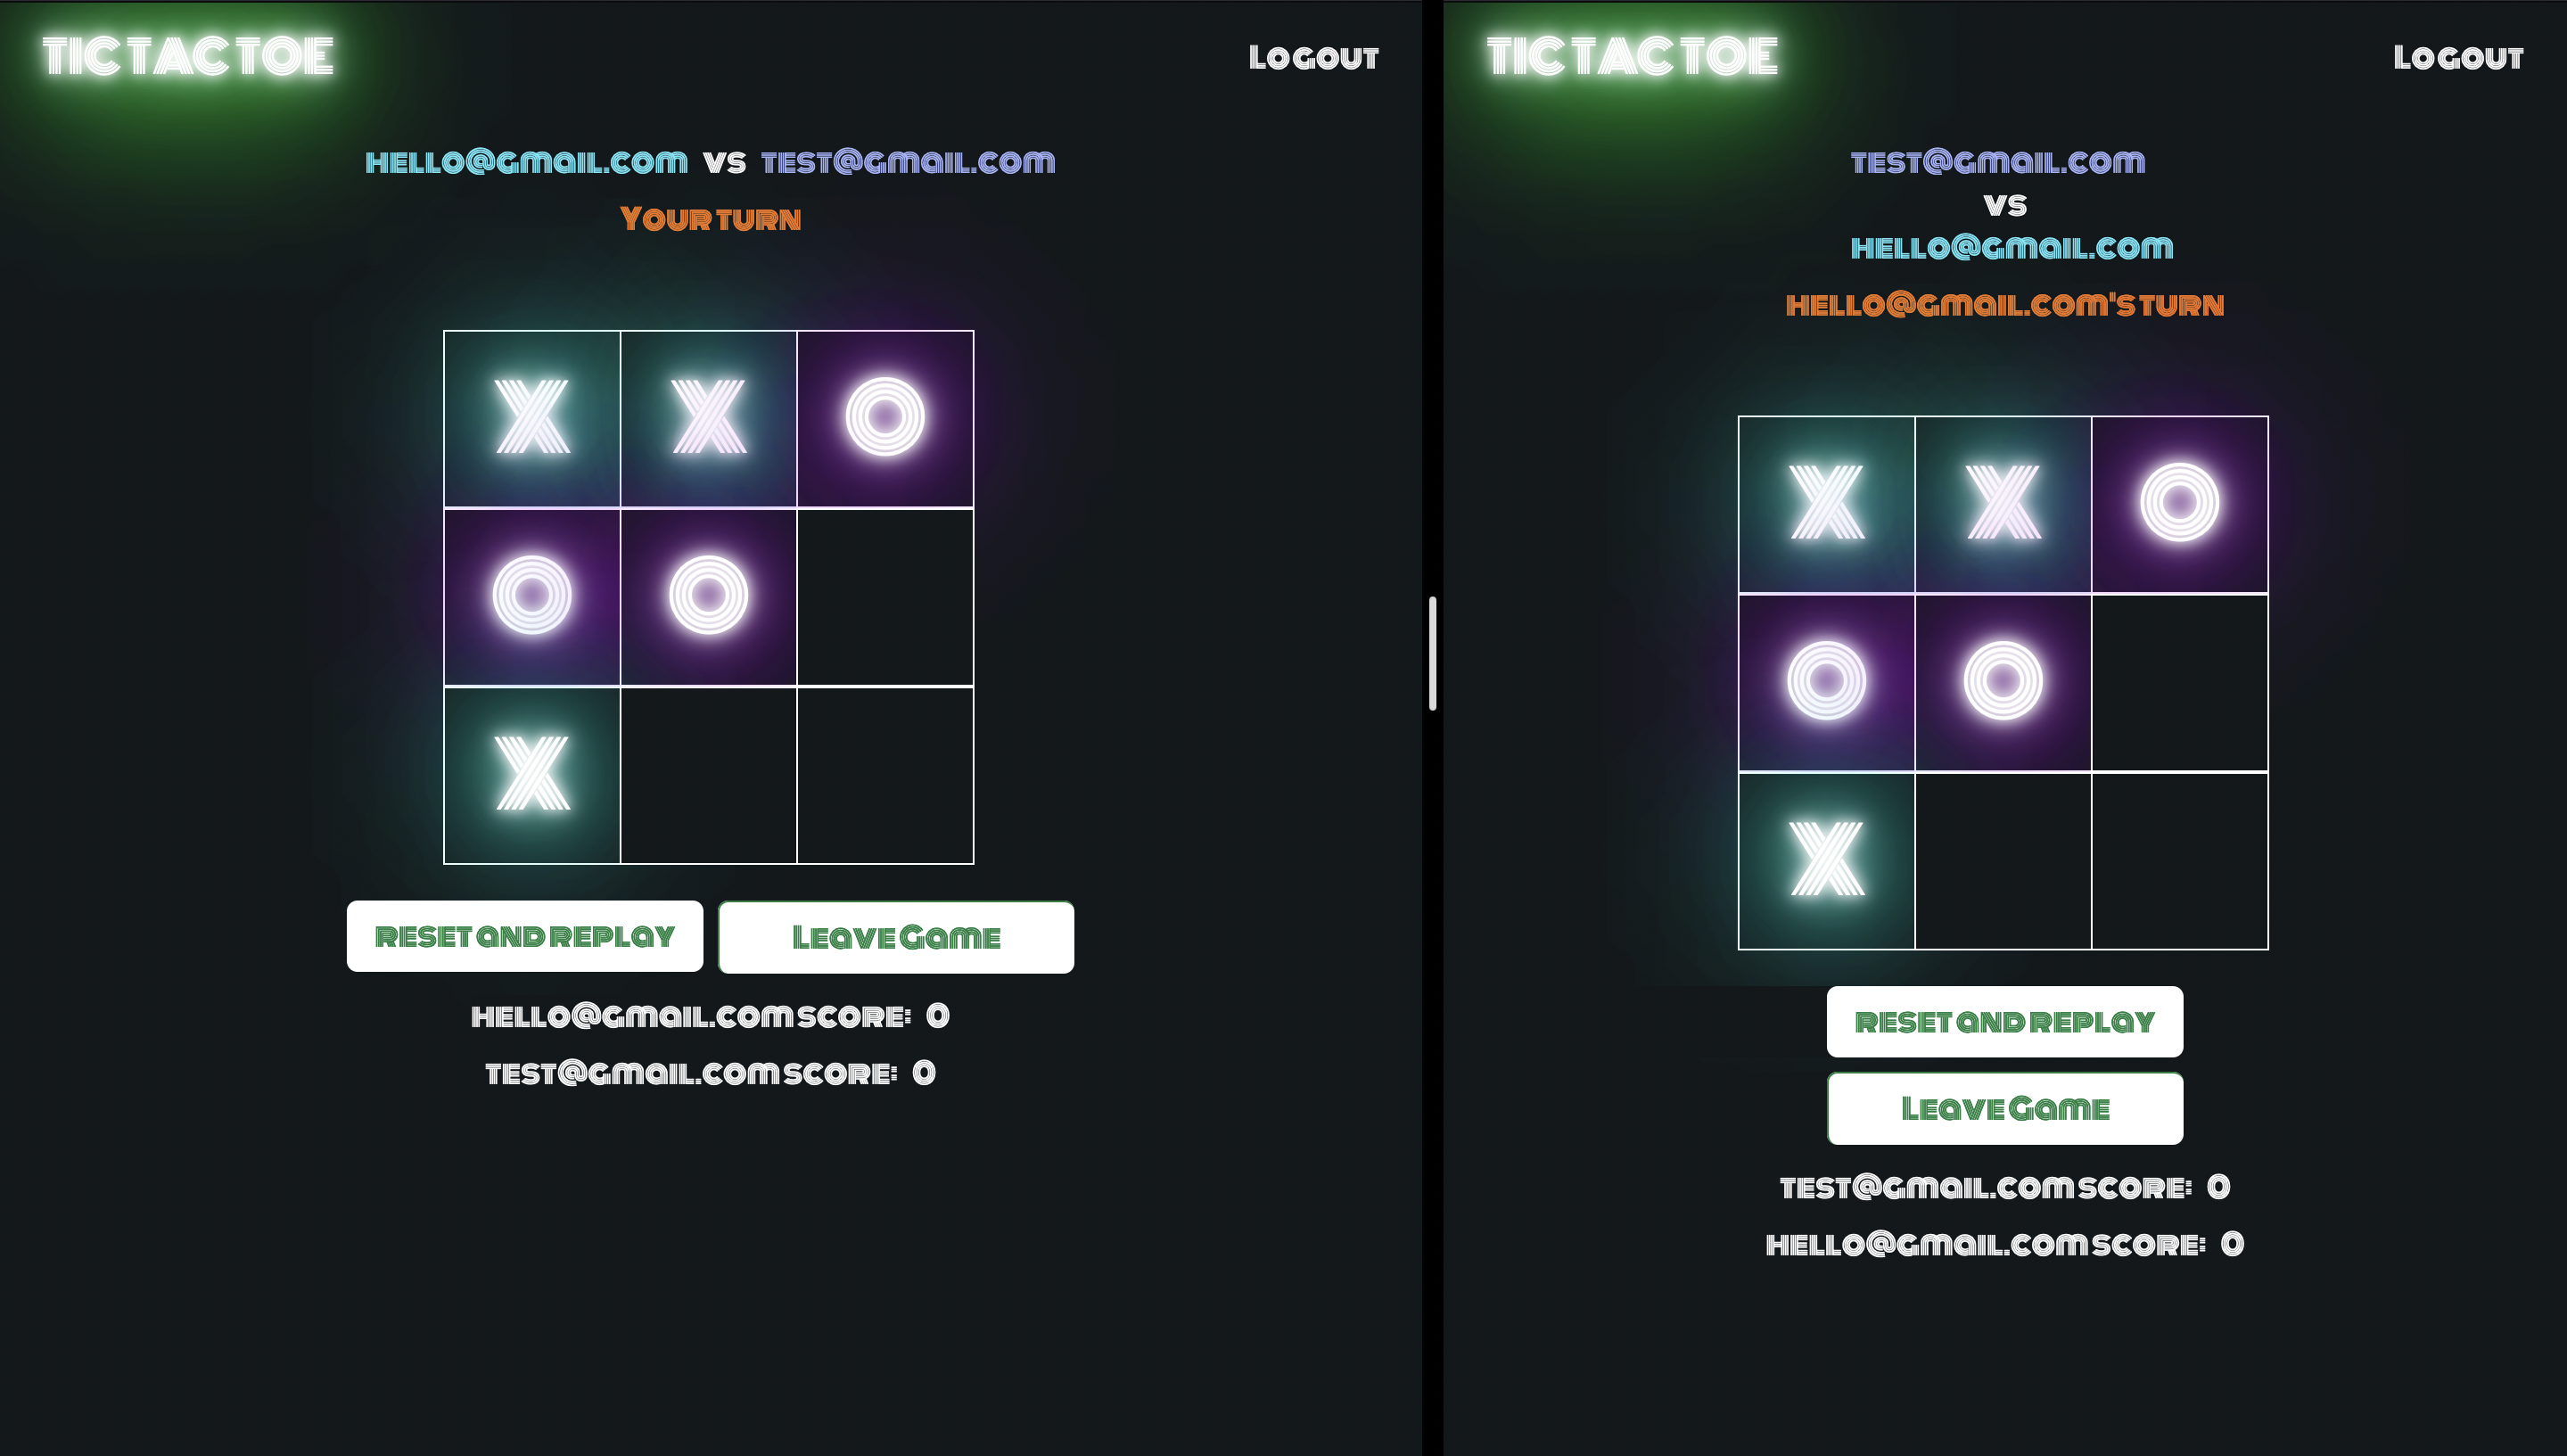 TIC TAC TOE
Logout
HELLO@GMAIL.COM VS TEST@GMAIL.COM
YOUR TURN
X X O
O O
X
RESET AND REPLAY
LEAVE GAME
HELLO@GMAIL.COM SCORE: 0
TEST@GMAIL.COM SCORE: 0
TIC TAC TOE
Logout
TEST@GMAIL.COM
VS
HELLO@GMAIL.COM
HELLO@GMAIL.COM'S TURN
X X O
O O
X
RESET AND REPLAY
LEAVE GAME
TEST@GMAIL.COM SCORE: 0
HELLO@GMAIL.COM SCORE: 0